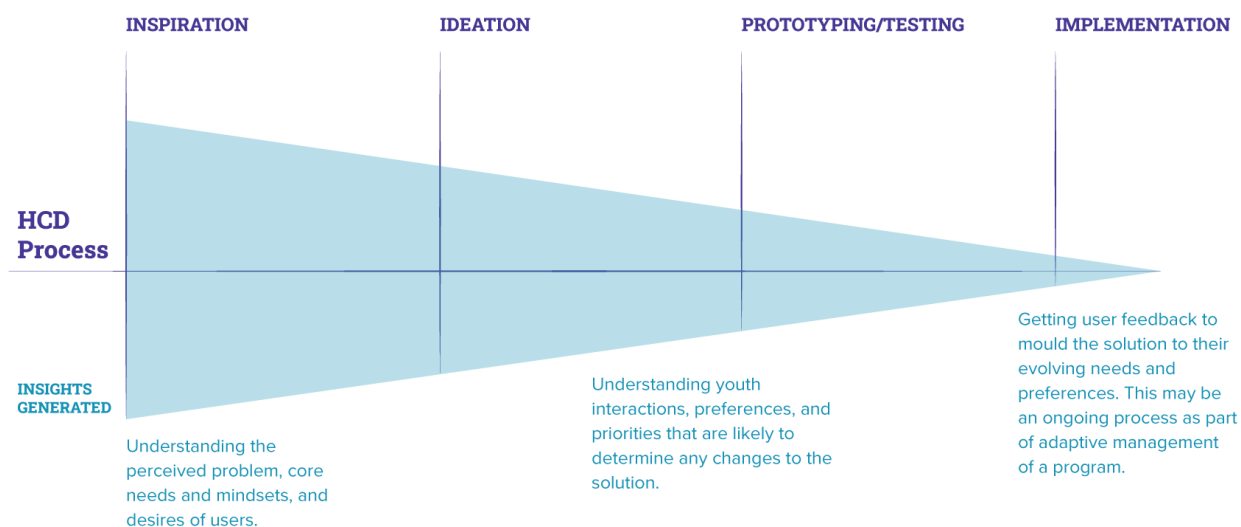 INSPIRATION
IDEATION
PROTOTYPING/TESTING
IMPLEMENTATION
HCD
Process
INSIGHTS
GENERATED
Understanding the
perceived problem, core
needs and mindsets, and
desires of users.
Understanding youth
interactions, preferences, and
priorities that are likely to
determine any changes to the
solution.
Getting user feedback to
mould the solution to their
evolving needs and
preferences. This may be
an ongoing process as part
of adaptive management
of a program.